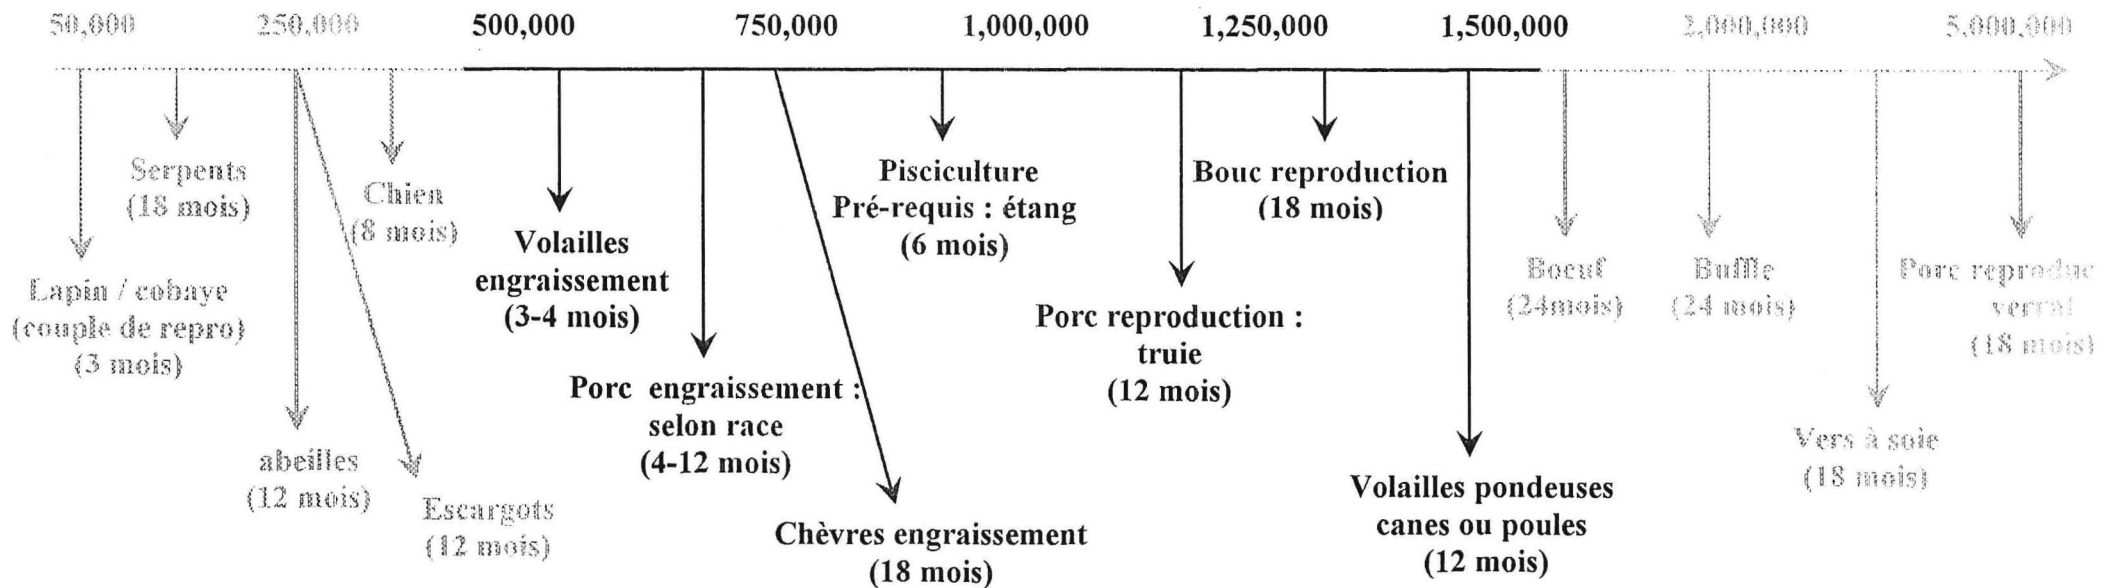 50,000 250,000 500,000 750,000 1,000,000 1,250,000 1,500,000 2,000,000 5,000,000
Serpents
(18 mois)
Chien
(8 mois)
Lapin / cobaye
(couple de repro)
(3 mois)
abeilles
(12 mois)
Escargots
(12 mois)
Volailles
engraissement
(3-4 mois)
Porc engraissement :
selon race
(4-12 mois)
Chèvres engraissement
(18 mois)
Pisciculture
Pré-requis : étang
(6 mois)
Porc reproduction :
truie
(12 mois)
Bouc reproduction
(18 mois)
Volailles pondeuses
canes ou poules
(12 mois)
Boeuf
(24mois)
Buffle
(24 mois)
Vers à soie
(18 mois)
Porc reproduc
verrat
(18 mois)